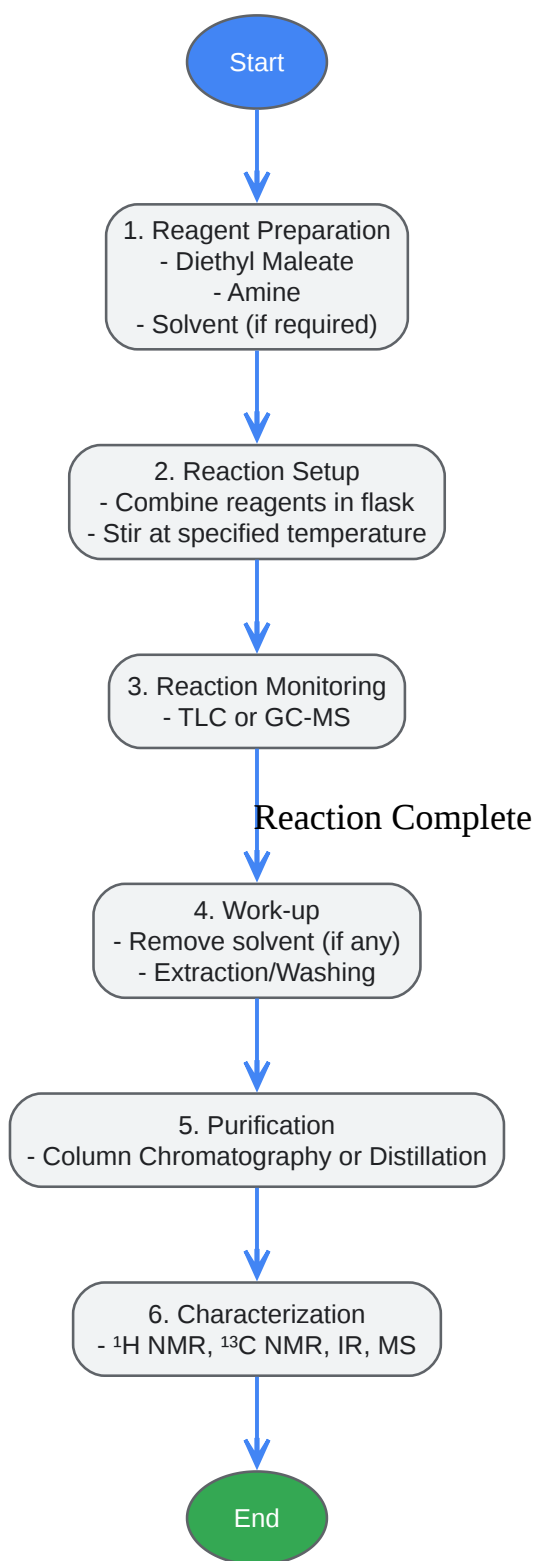 Start
1. Reagent Preparation
- Diethyl Maleate
- Amine
- Solvent (if required)
2. Reaction Setup
- Combine reagents in flask
- Stir at specified temperature
3. Reaction Monitoring
- TLC or GC-MS
Reaction Complete
4. Work-up
- Remove solvent (if any)
- Extraction/Washing
5. Purification
- Column Chromatography or Distillation
6. Characterization
- ¹H NMR, ¹³C NMR, IR, MS
End